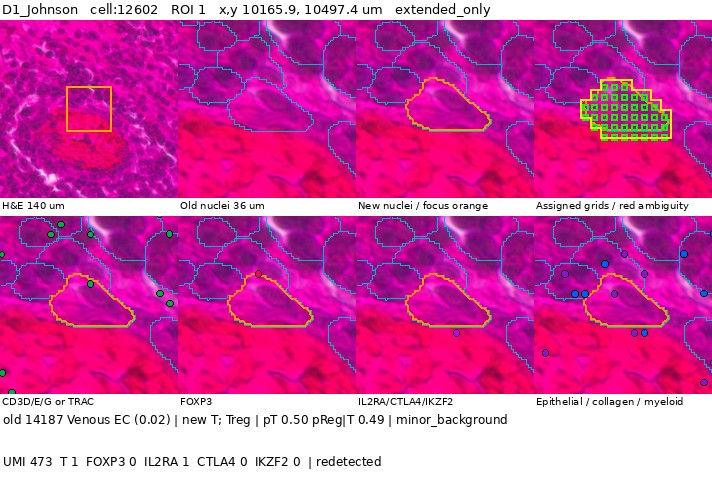 D1_Johnson   cell:12602   ROI 1   x,y 10165.9, 10497.4 um   extended_only
H&E 140 um
Old nuclei 36 um
New nuclei / focus orange
Assigned grids / red ambiguity
CD3D/E/G or TRAC
FOXP3
IL2RA/CTLA4/IKZF2
Epithelial / collagen / myeloid
old 14187 Venous EC (0.02) | new T; Treg | pT 0.50 pReg|T 0.49 | minor_background
UMI 473  T 1  FOXP3 0  IL2RA 1  CTLA4 0  IKZF2 0  | redetected